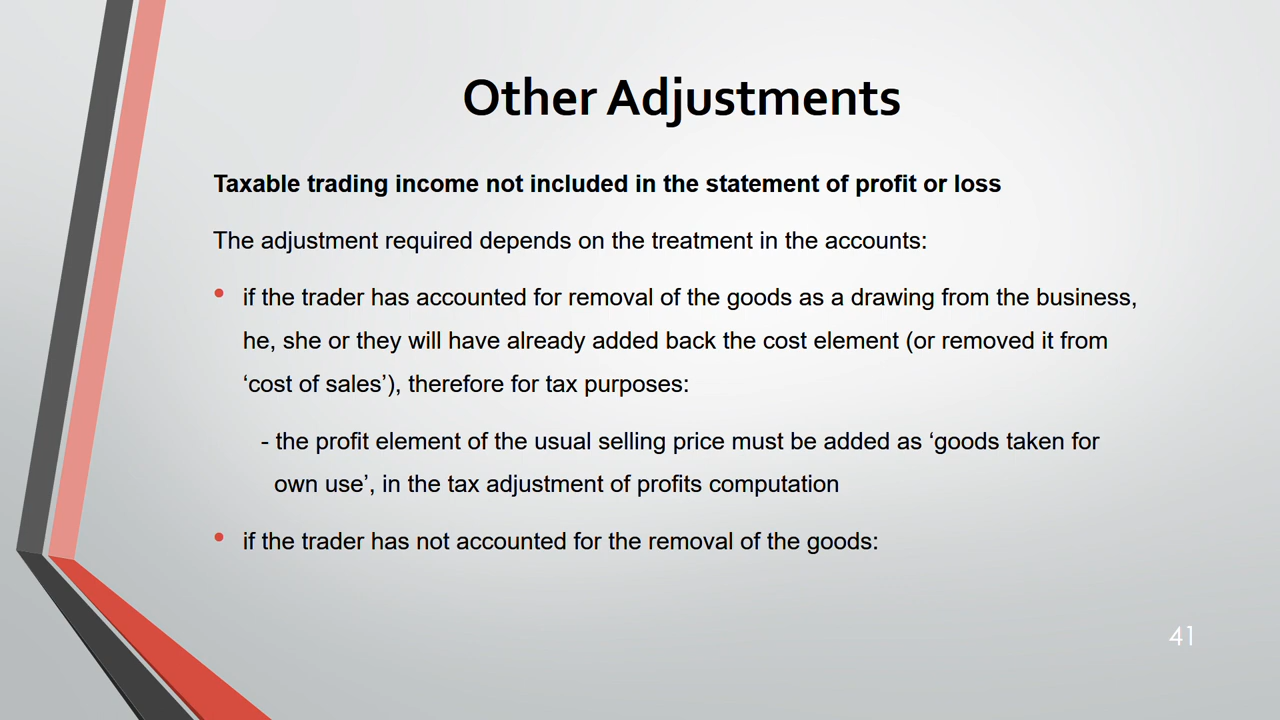 Other Adjustments
Taxable trading income not included in the statement of profit or loss
The adjustment required depends on the treatment in the accounts:
• if the trader has accounted for removal of the goods as a drawing from the business,
he, she or they will have already added back the cost element (or removed it from
‘cost of sales’), therefore for tax purposes:
- the profit element of the usual selling price must be added as ‘goods taken for
own use’, in the tax adjustment of profits computation
• if the trader has not accounted for the removal of the goods:
41